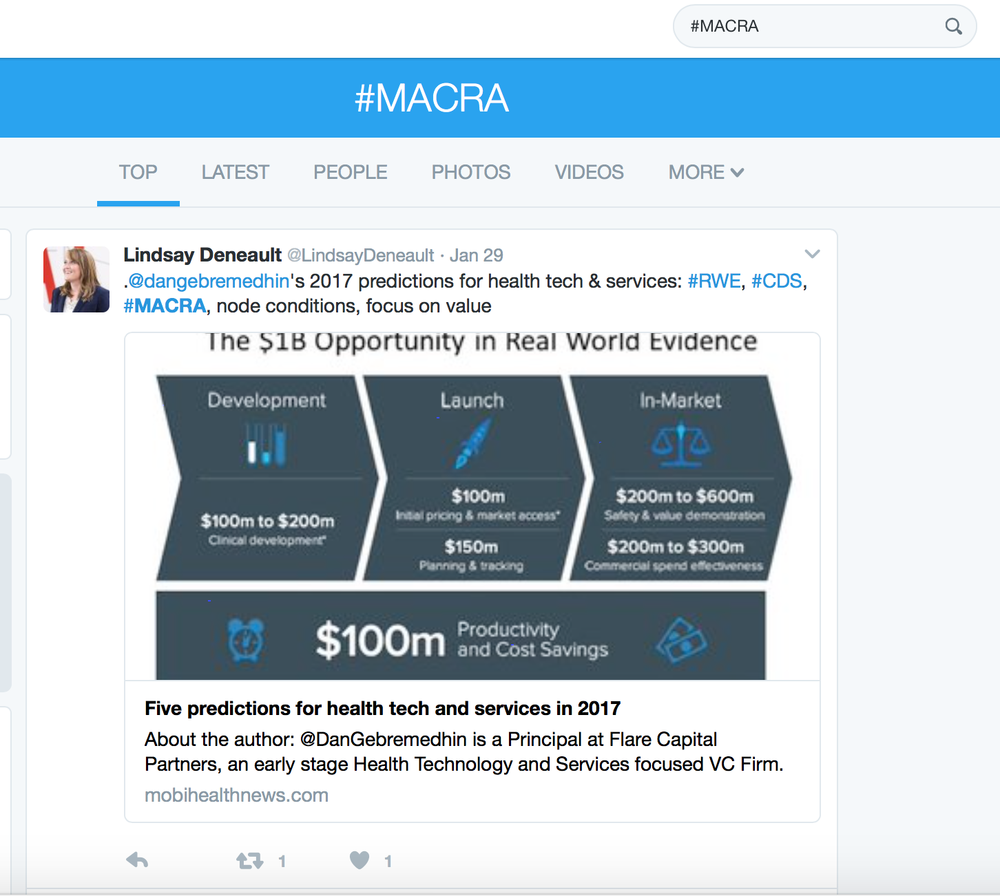 #MACRA
#MACRA
TOP LATEST PEOPLE PHOTOS VIDEOS MORE
Lindsay Deneault @LindsayDeneault · Jan 29
.@dangebremedhin's 2017 predictions for health tech & services: #RWE, #CDS,
#MACRA, node conditions, focus on value
The $1B Opportunity in Real World Evidence
Development
$100m to $200m
Clinical development*
Launch
$100m
Initial pricing & market access*
$150m
Planning & tracking
In-Market
$200m to $600m
Safety & value demonstration
$200m to $300m
Commercial spend effectiveness
$100m
Productivity
and Cost Savings
Five predictions for health tech and services in 2017
About the author: @DanGebremedhin is a Principal at Flare Capital
Partners, an early stage Health Technology and Services focused VC Firm.
mobihealthnews.com
1 1